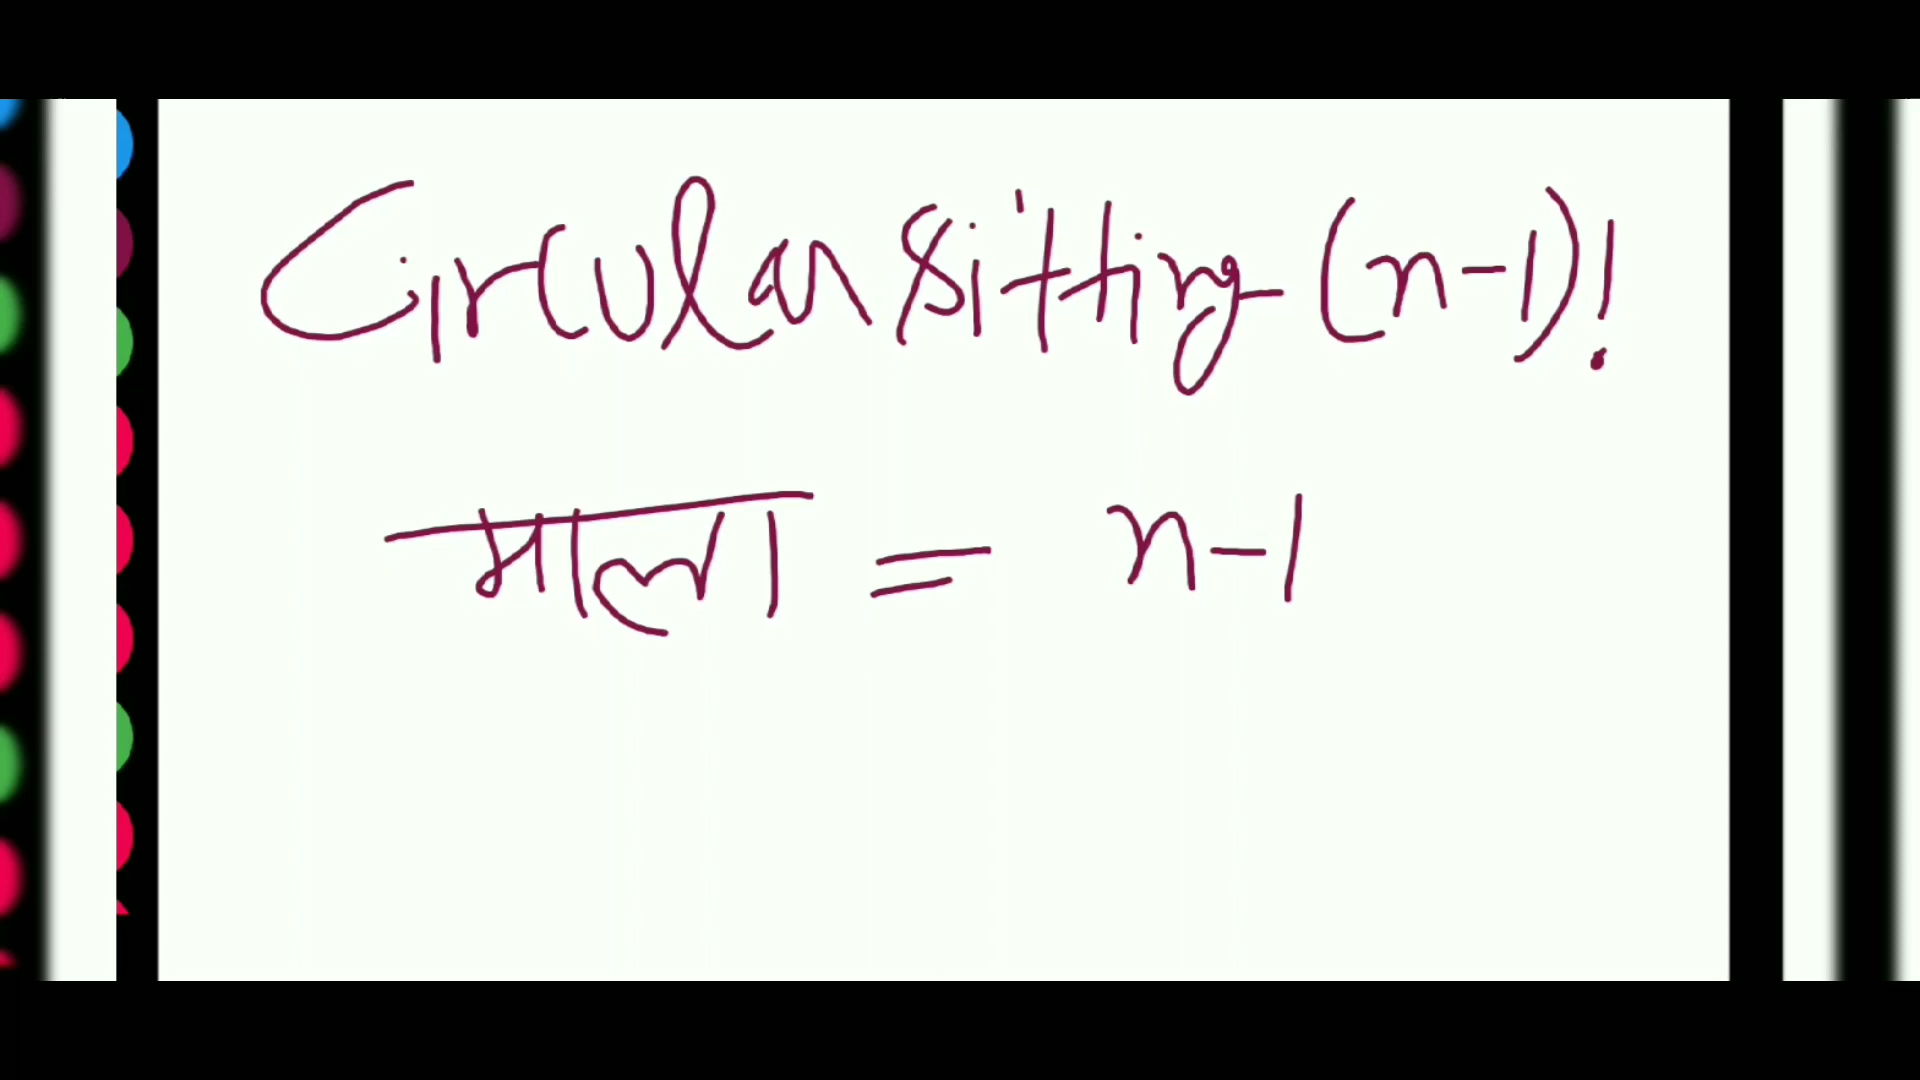 Circular sitting - (n-1)!
माला = n-1